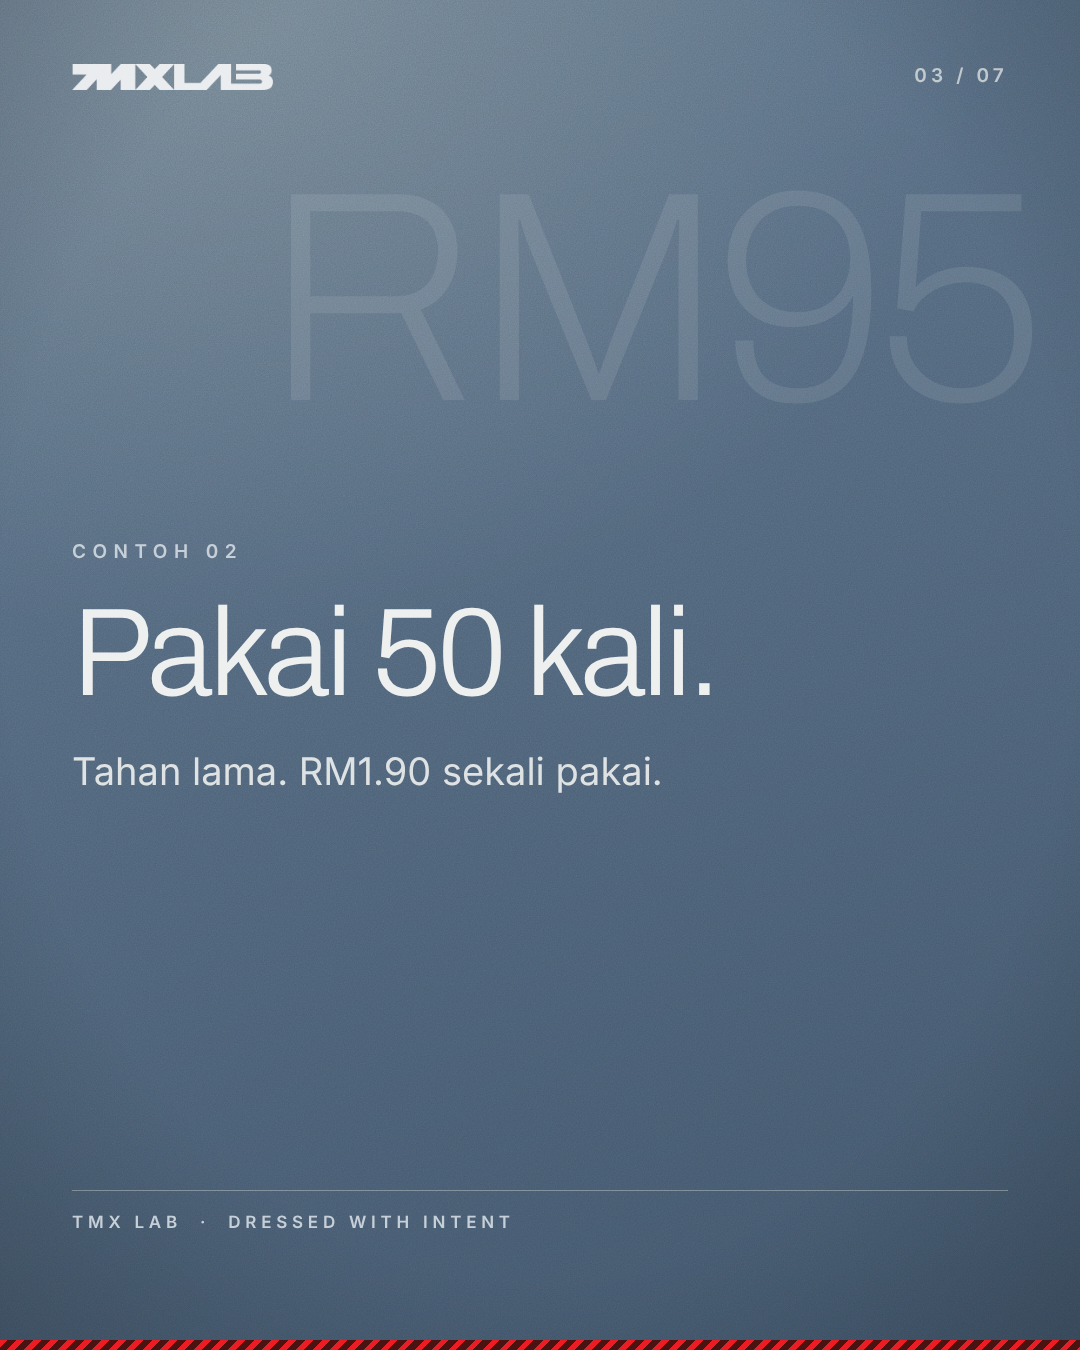 TMXLAB
03 / 07
RM95
CONTOH 02
Pakai 50 kali.
Tahan lama. RM1.90 sekali pakai.
TMX LAB · DRESSED WITH INTENT